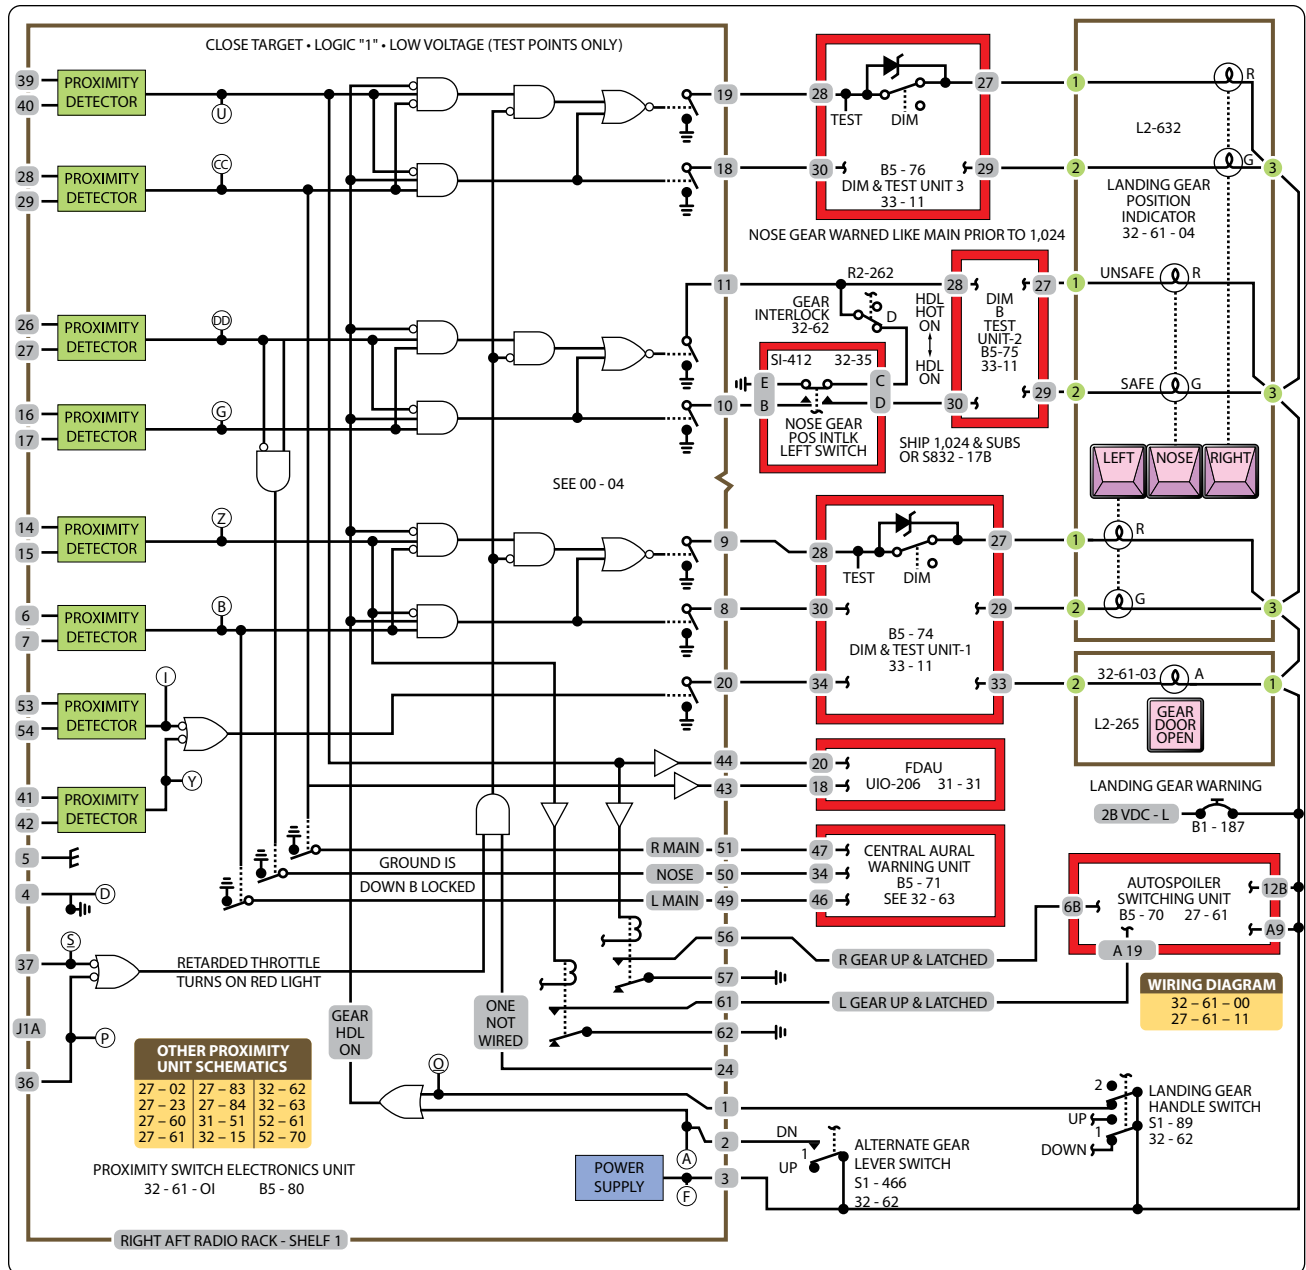 CLOSE TARGET • LOGIC "1" • LOW VOLTAGE (TEST POINTS ONLY)
39
40
PROXIMITY
DETECTOR
U
28
29
PROXIMITY
DETECTOR
CC
26
27
PROXIMITY
DETECTOR
DD
16
17
PROXIMITY
DETECTOR
G
14
15
PROXIMITY
DETECTOR
Z
6
7
PROXIMITY
DETECTOR
B
53
54
PROXIMITY
DETECTOR
I
41
42
PROXIMITY
DETECTOR
Y
5
4
D
S
37
RETARDED THROTTLE
TURNS ON RED LIGHT
J1A
P
36
GROUND IS
DOWN B LOCKED
SEE 00 - 04
GEAR
HDL
ON
ONE
NOT
WIRED
OTHER PROXIMITY
UNIT SCHEMATICS
27 – 02 27 – 83 32 – 62
27 – 23 27 – 84 32 – 63
27 – 60 31 – 51 52 – 61
27 – 61 32 – 15 52 – 70
PROXIMITY SWITCH ELECTRONICS UNIT
32 - 61 - OI B5 - 80
RIGHT AFT RADIO RACK - SHELF 1
O
A
F
POWER
SUPPLY
19
18
11
10
9
8
20
44
43
R MAIN 51
NOSE 50
L MAIN 49
56
57
61
62
24
1
2
3
28
27
TEST
DIM
30
29
B5 - 76
DIM & TEST UNIT 3
33 - 11
NOSE GEAR WARNED LIKE MAIN PRIOR TO 1,024
R2-262
GEAR
INTERLOCK
32-62
D
HDL
HOT
ON
HDL
ON
28
27
DIM
B
TEST
UNIT-2
B5-75
33-11
30
29
SI-412 32-35
E
B
C
D
NOSE GEAR
POS INTLK
LEFT SWITCH
SHIP 1,024 & SUBS
OR S832 - 17B
28
27
TEST
DIM
30
29
B5 - 74
DIM & TEST UNIT-1
33 - 11
34
33
20
18
FDAU
UIO-206 31 - 31
47
34
46
CENTRAL AURAL
WARNING UNIT
B5 - 71
SEE 32 - 63
R GEAR UP & LATCHED
L GEAR UP & LATCHED
1
R
L2-632
2
G
3
LANDING GEAR
POSITION
INDICATOR
32 - 61 - 04
1
UNSAFE
R
2
SAFE
G
3
LEFT
NOSE
RIGHT
1
R
2
G
3
2
32-61-03
A
1
L2-265
GEAR
DOOR
OPEN
LANDING GEAR WARNING
2B VDC - L
B1 - 187
6B
AUTOSPOILER
SWITCHING UNIT
B5 - 70 27 - 61
12B
A9
A 19
WIRING DIAGRAM
32 – 61 – 00
27 – 61 – 11
2
UP
1
DOWN
LANDING GEAR
HANDLE SWITCH
S1 - 89
32 - 62
DN
1
UP
ALTERNATE GEAR
LEVER SWITCH
S1 - 466
32 - 62